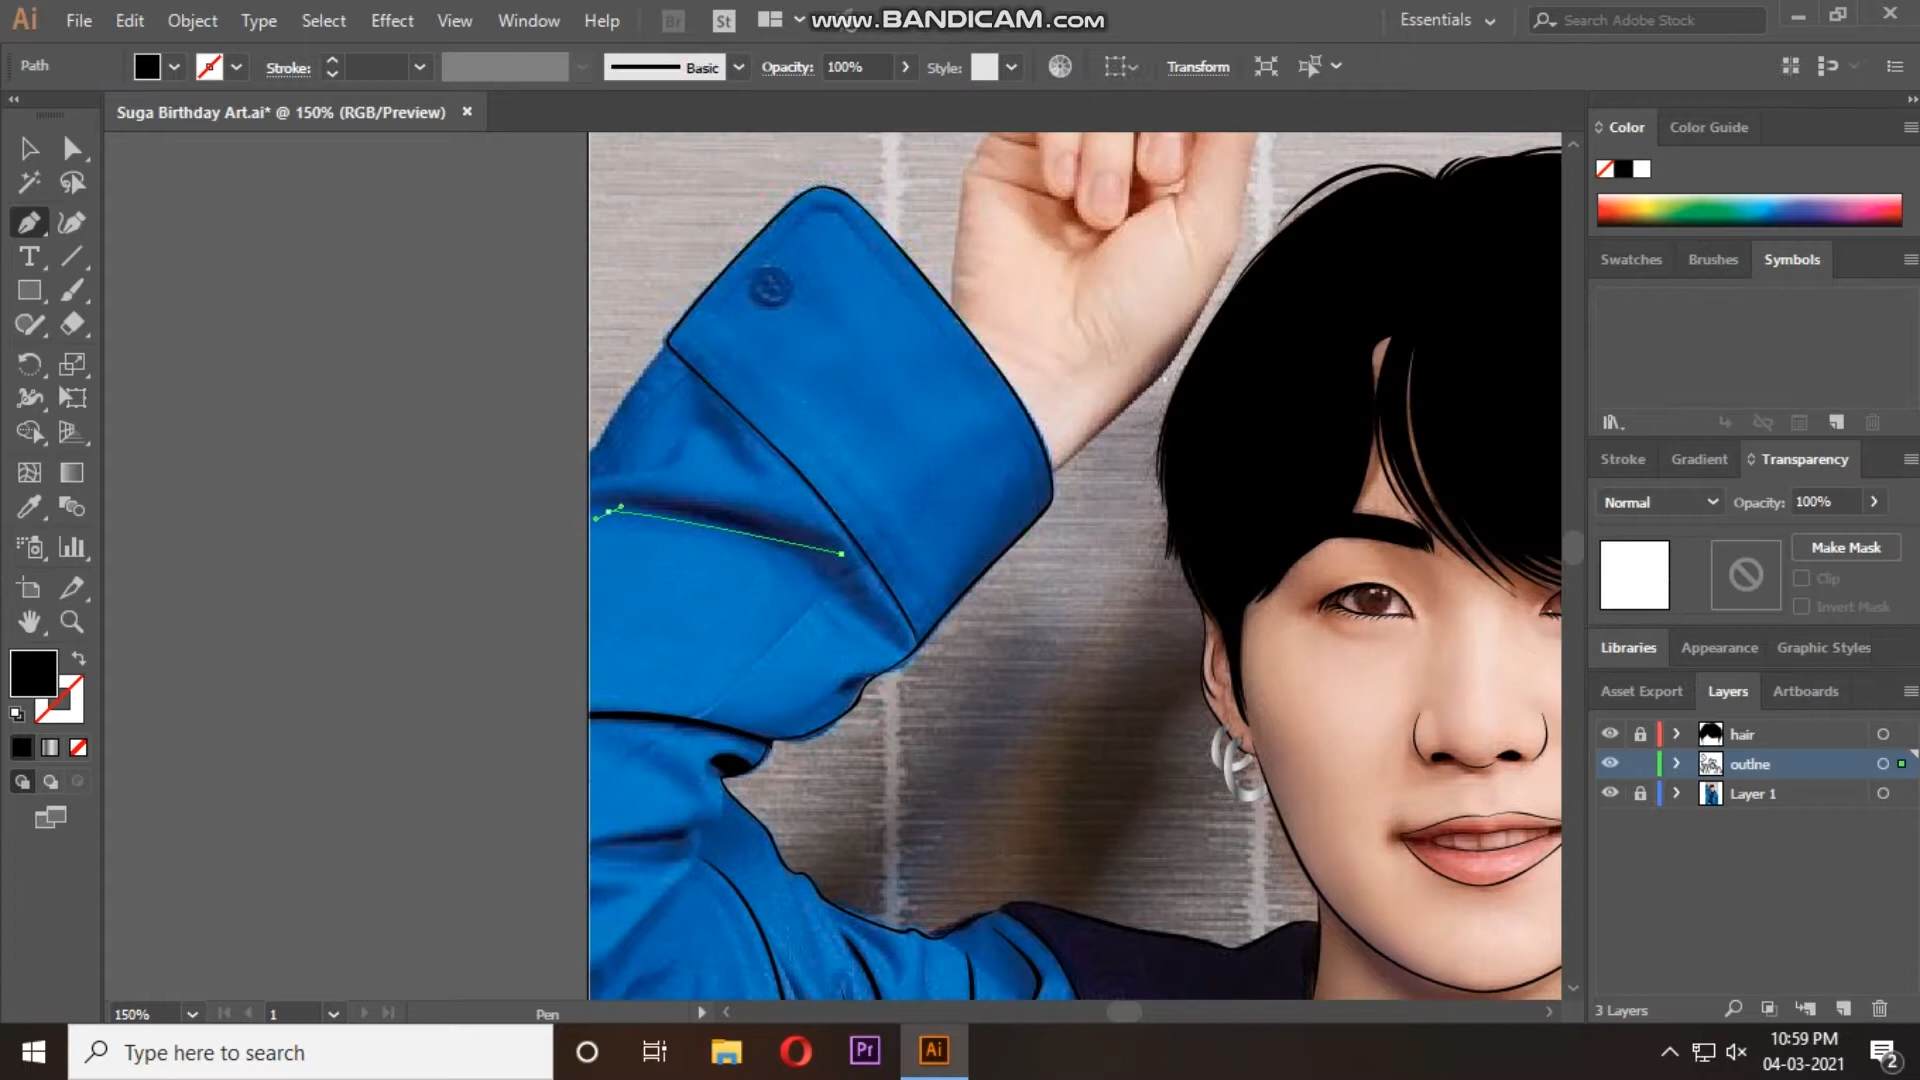 Ai File Edit Object Type Select Effect View Window Help Br St www.BANDICAM.com Essentials Search Adobe Stock
Path Stroke: Basic Opacity: 100% Style: Transform
Suga Birthday Art.ai* @ 150% (RGB/Preview)
Color Color Guide
Swatches Brushes Symbols
Stroke Gradient Transparency
Normal Opacity: 100%
Make Mask
Clip
Invert Mask
Libraries Appearance Graphic Styles
Asset Export Layers Artboards
hair
outlne
Layer 1
150% 1 Pen
3 Layers
Type here to search
Pr
Ai
10:59 PM
04-03-2021
2